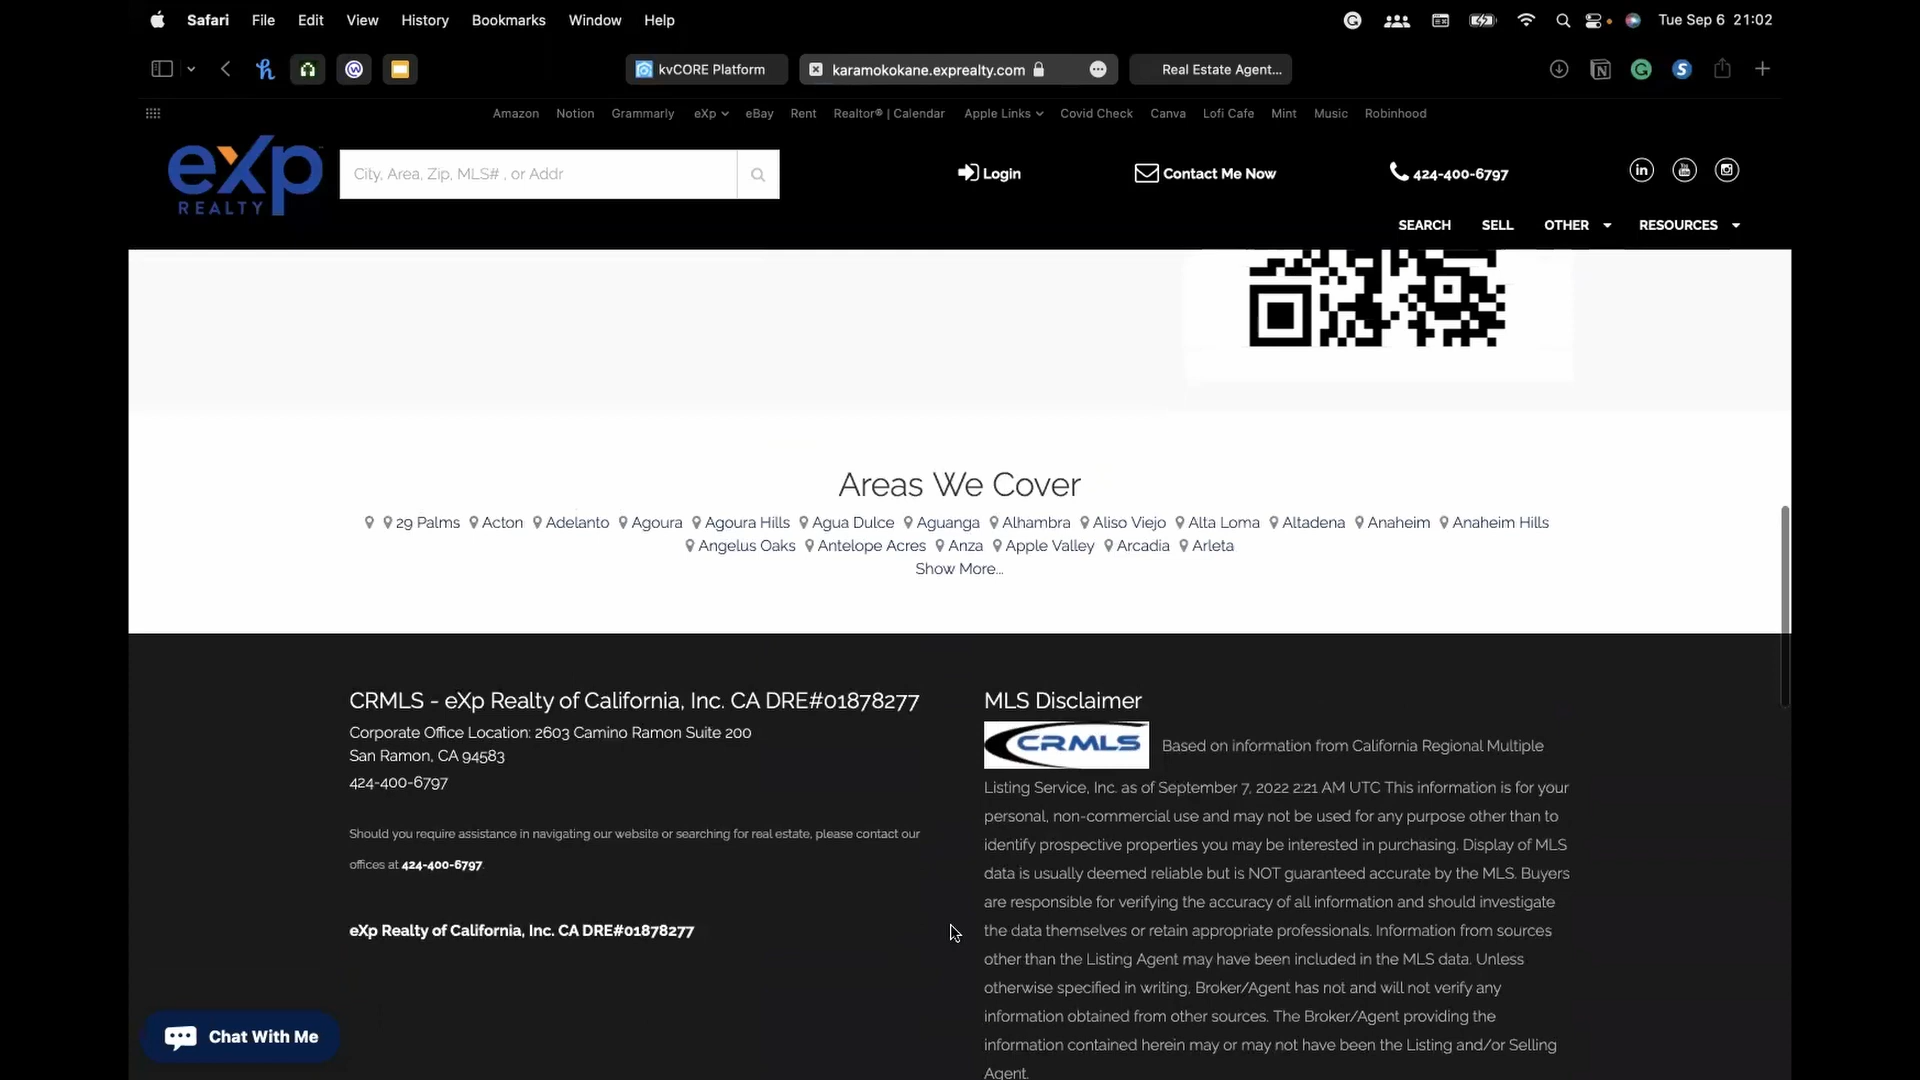 Safari File Edit View History Bookmarks Window Help Tue Sep 6 21:02
kvCORE Platform karamokokane.exprealty.com Real Estate Agent...
Amazon Notion Grammarly eXp eBay Rent Realtor® | Calendar Apple Links Covid Check Canva Lofi Cafe Mint Music Robinhood
eXp
REALTY
City, Area, Zip, MLS# , or Addr
Login Contact Me Now 424-400-6797
SEARCH SELL OTHER RESOURCES
Areas We Cover
29 Palms Acton Adelanto Agoura Agoura Hills Agua Dulce Aguanga Alhambra Aliso Viejo Alta Loma Altadena Anaheim Anaheim Hills
Angelus Oaks Antelope Acres Anza Apple Valley Arcadia Arleta
Show More...
CRMLS - eXp Realty of California, Inc. CA DRE#01878277
Corporate Office Location: 2603 Camino Ramon Suite 200
San Ramon, CA 94583
424-400-6797
Should you require assistance in navigating our website or searching for real estate, please contact our
offices at 424-400-6797.
eXp Realty of California, Inc. CA DRE#01878277
Chat With Me
MLS Disclaimer
CRMLS Based on information from California Regional Multiple
Listing Service, Inc. as of September 7, 2022 2:21 AM UTC This information is for your
personal, non-commercial use and may not be used for any purpose other than to
identify prospective properties you may be interested in purchasing. Display of MLS
data is usually deemed reliable but is NOT guaranteed accurate by the MLS. Buyers
are responsible for verifying the accuracy of all information and should investigate
the data themselves or retain appropriate professionals. Information from sources
other than the Listing Agent may have been included in the MLS data. Unless
otherwise specified in writing, Broker/Agent has not and will not verify any
information obtained from other sources. The Broker/Agent providing the
information contained herein may or may not have been the Listing and/or Selling
Agent.